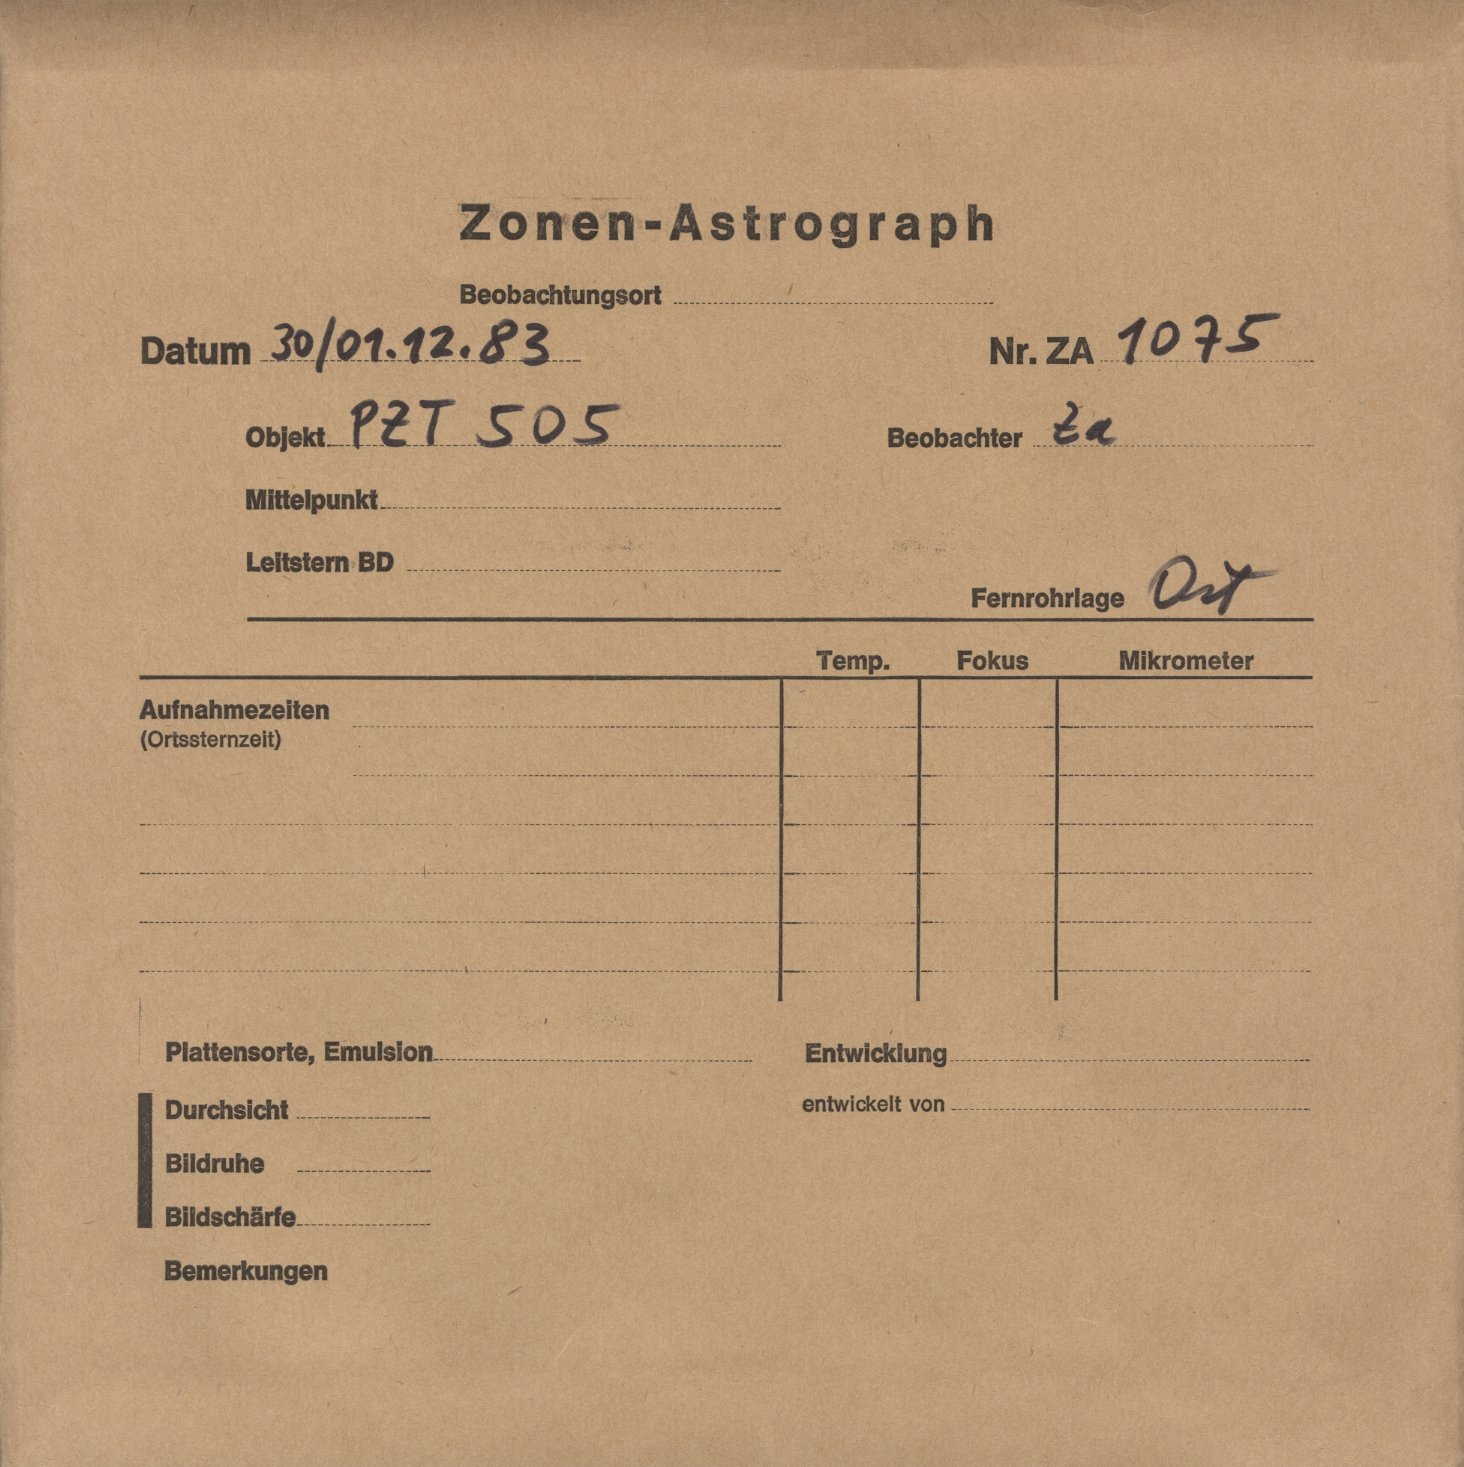 Zonen-Astrograph
Beobachtungsort
Datum 30/01.12.83 Nr. ZA 1075
Objekt PZT 505 Beobachter Za
Mittelpunkt
Leitstern BD
Fernrohrlage Ost
Temp. Fokus Mikrometer
Aufnahmezeiten
(Ortssternzeit)
Plattensorte, Emulsion Entwicklung
Durchsicht entwickelt von
Bildruhe
Bildschärfe
Bemerkungen